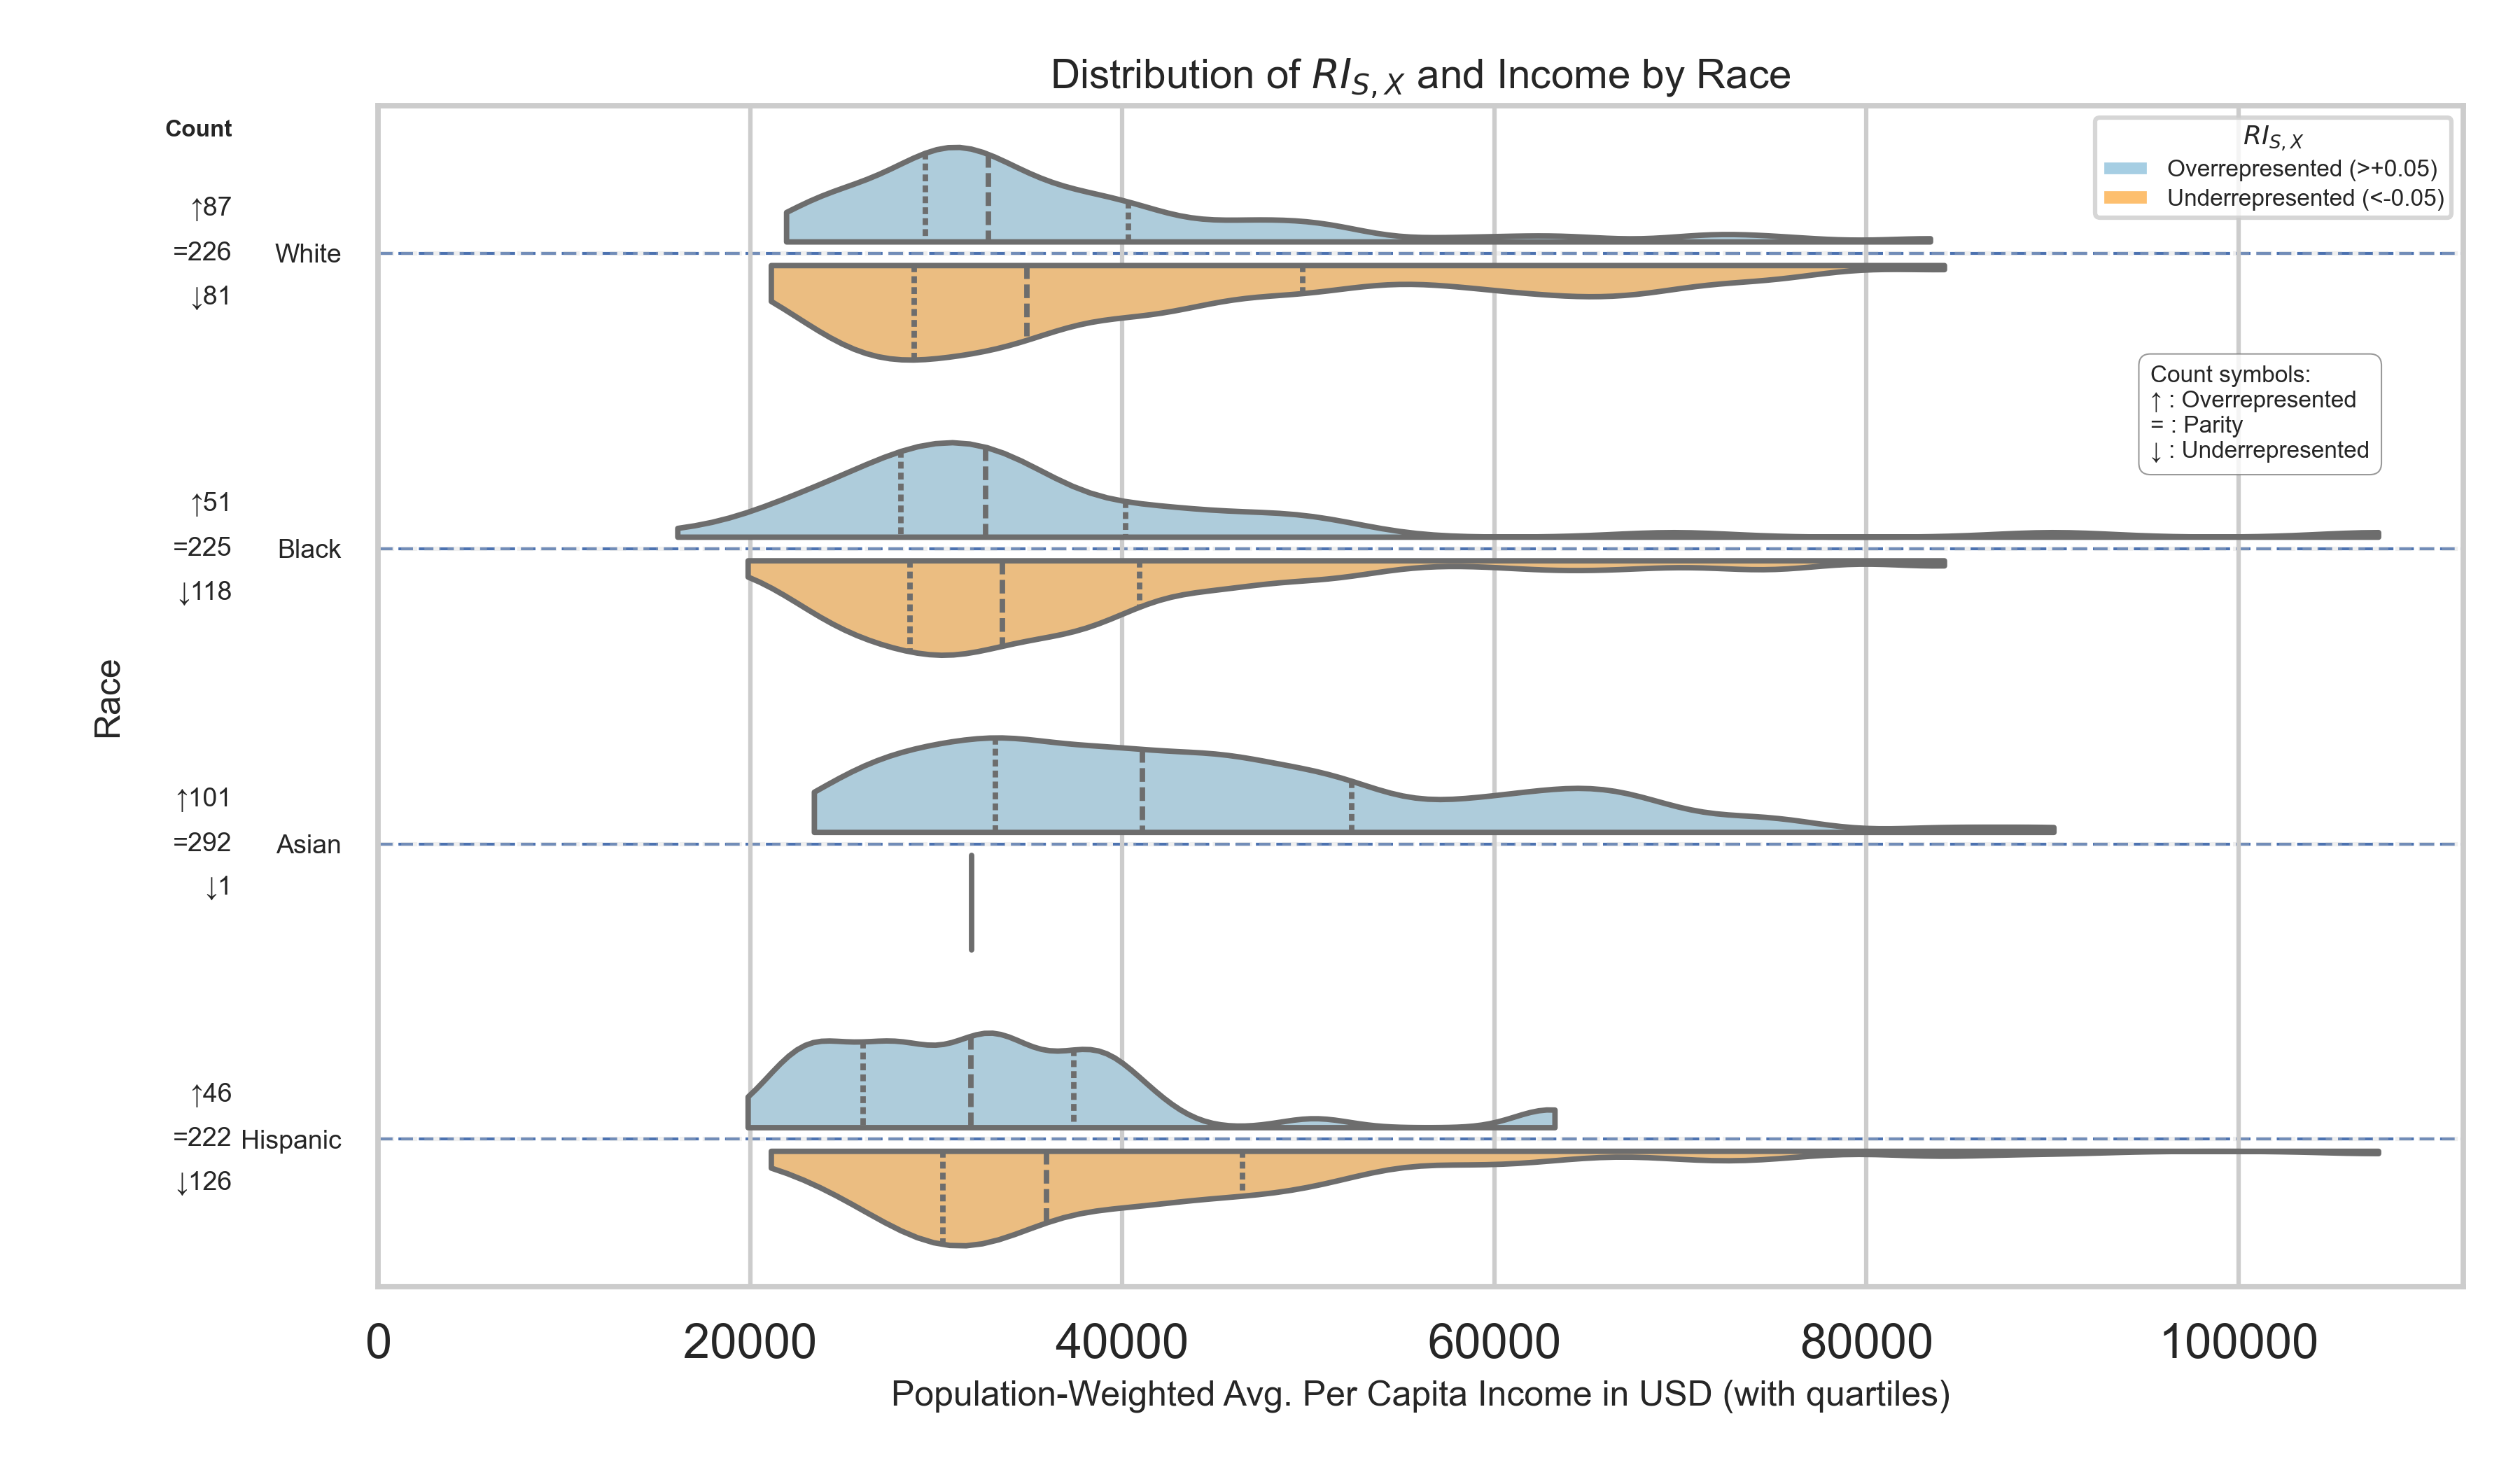 Distribution of RI_{S,X} and Income by Race
Count
RI_{S,X}
Overrepresented (>+0.05)
Underrepresented (<-0.05)
↑87
=226 White
↓81
Count symbols:
↑ : Overrepresented
= : Parity
↓ : Underrepresented
↑51
=225 Black
↓118
Race
↑101
=292 Asian
↓1
↑46
=222 Hispanic
↓126
0 20000 40000 60000 80000 100000
Population-Weighted Avg. Per Capita Income in USD (with quartiles)